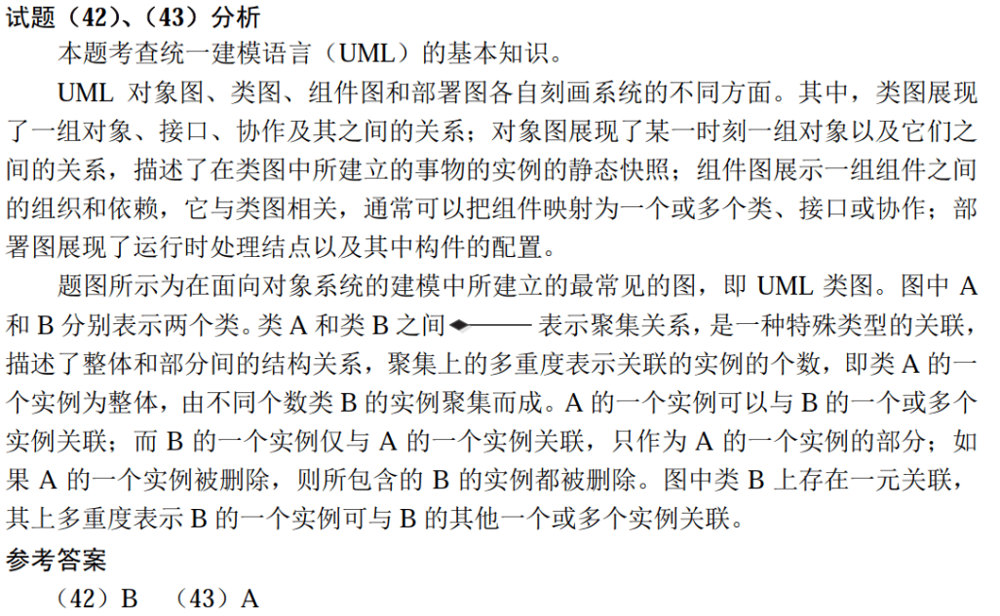 试题（42）、（43）分析
本题考查统一建模语言（UML）的基本知识。
UML 对象图、类图、组件图和部署图各自刻画系统的不同方面。其中，类图展现
了一组对象、接口、协作及其之间的关系；对象图展现了某一时刻一组对象以及它们之
间的关系，描述了在类图中所建立的事物的实例的静态快照；组件图展示一组组件之间
的组织和依赖，它与类图相关，通常可以把组件映射为一个或多个类、接口或协作；部
署图展现了运行时处理结点以及其中构件的配置。
题图所示为在面向对象系统的建模中所建立的最常见的图，即 UML 类图。图中 A
和 B 分别表示两个类。类 A 和类 B 之间 表示聚集关系，是一种特殊类型的关联，
描述了整体和部分间的结构关系，聚集上的多重度表示关联的实例的个数，即类 A 的一
个实例为整体，由不同个数类 B 的实例聚集而成。A 的一个实例可以与 B 的一个或多个
实例关联；而 B 的一个实例仅与 A 的一个实例关联，只作为 A 的一个实例的部分；如
果 A 的一个实例被删除，则所包含的 B 的实例都被删除。图中类 B 上存在一元关联，
其上多重度表示 B 的一个实例可与 B 的其他一个或多个实例关联。
参考答案
（42）B （43）A